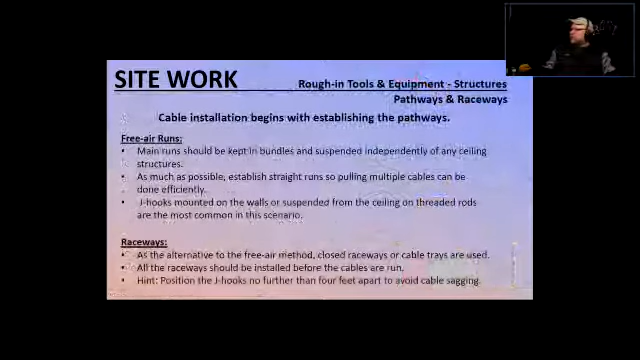 SITE WORK
Rough-in Tools & Equipment - Structures
Pathways & Raceways
Cable installation begins with establishing the pathways.
Free-air Runs:
• Main runs should be kept in bundles and suspended independently of any ceiling
structures.
• As much as possible, establish straight runs so pulling multiple cables can be
done efficiently.
• J-hooks mounted on the walls or suspended from the ceiling on threaded rods
are the most common in this scenario.
Raceways:
• As the alternative to the free-air method, closed raceways or cable trays are used.
• All the raceways should be installed before the cables are run.
• Hint: Position the J-hooks no further than four feet apart to avoid cable sagging.